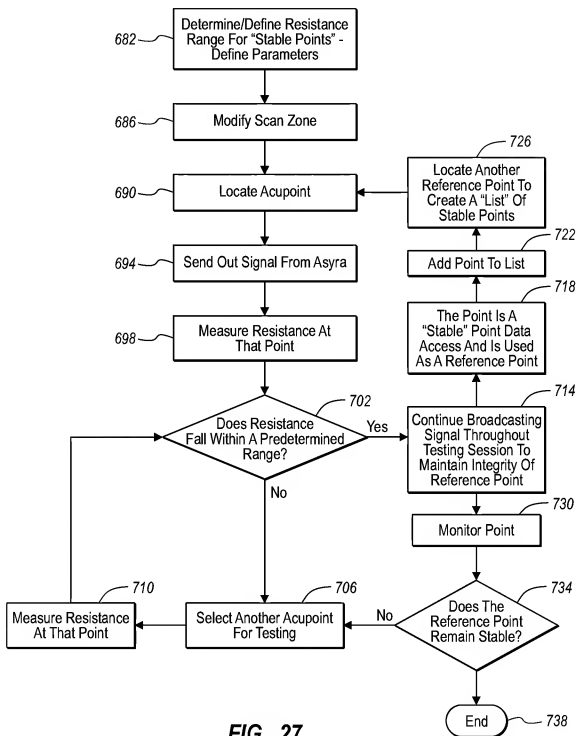 682
Determine/Define Resistance
Range For "Stable Points" -
Define Parameters
686
Modify Scan Zone
690
Locate Acupoint
694
Send Out Signal From Asyra
698
Measure Resistance At
That Point
702
Does Resistance
Fall Within A Predetermined
Range?
Yes
No
726
Locate Another
Reference Point To
Create A "List" Of
Stable Points
722
Add Point To List
718
The Point Is A
"Stable" Point Data
Access And Is Used
As A Reference Point
714
Continue Broadcasting
Signal Throughout
Testing Session To
Maintain Integrity Of
Reference Point
730
Monitor Point
734
Does The
Reference Point
Remain Stable?
No
706
Select Another Acupoint
For Testing
710
Measure Resistance
At That Point
End
738
FIG. 27